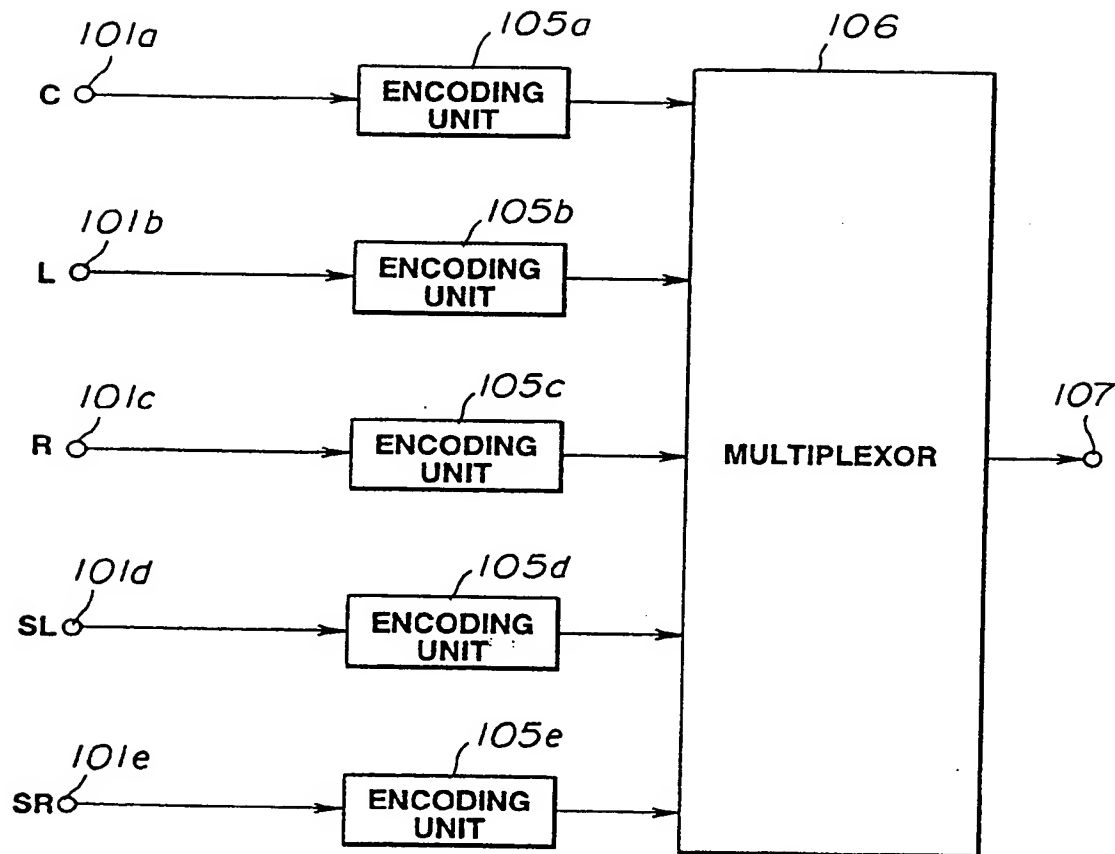 101a
105a
106
C
ENCODING
UNIT
101b
105b
L
ENCODING
UNIT
101c
105c
107
R
ENCODING
UNIT
MULTIPLEXOR
101d
105d
SL
ENCODING
UNIT
101e
105e
SR
ENCODING
UNIT